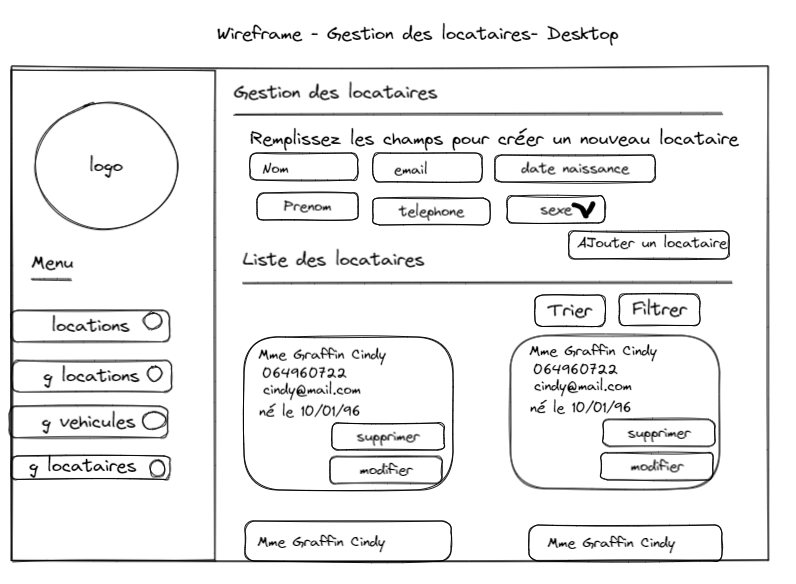 Wireframe - Gestion des locataires- Desktop
logo
Menu
locations
g locations
g vehicules
g locataires
Gestion des locataires
Remplissez les champs pour créer un nouveau locataire
Nom
email
date naissance
Prenom
telephone
sexe
AJouter un locataire
Liste des locataires
Trier
Filtrer
Mme Graffin Cindy
064960722
cindy@mail.com
né le 10/01/96
supprimer
modifier
Mme Graffin Cindy
064960722
cindy@mail.com
né le 10/01/96
supprimer
modifier
Mme Graffin Cindy
Mme Graffin Cindy